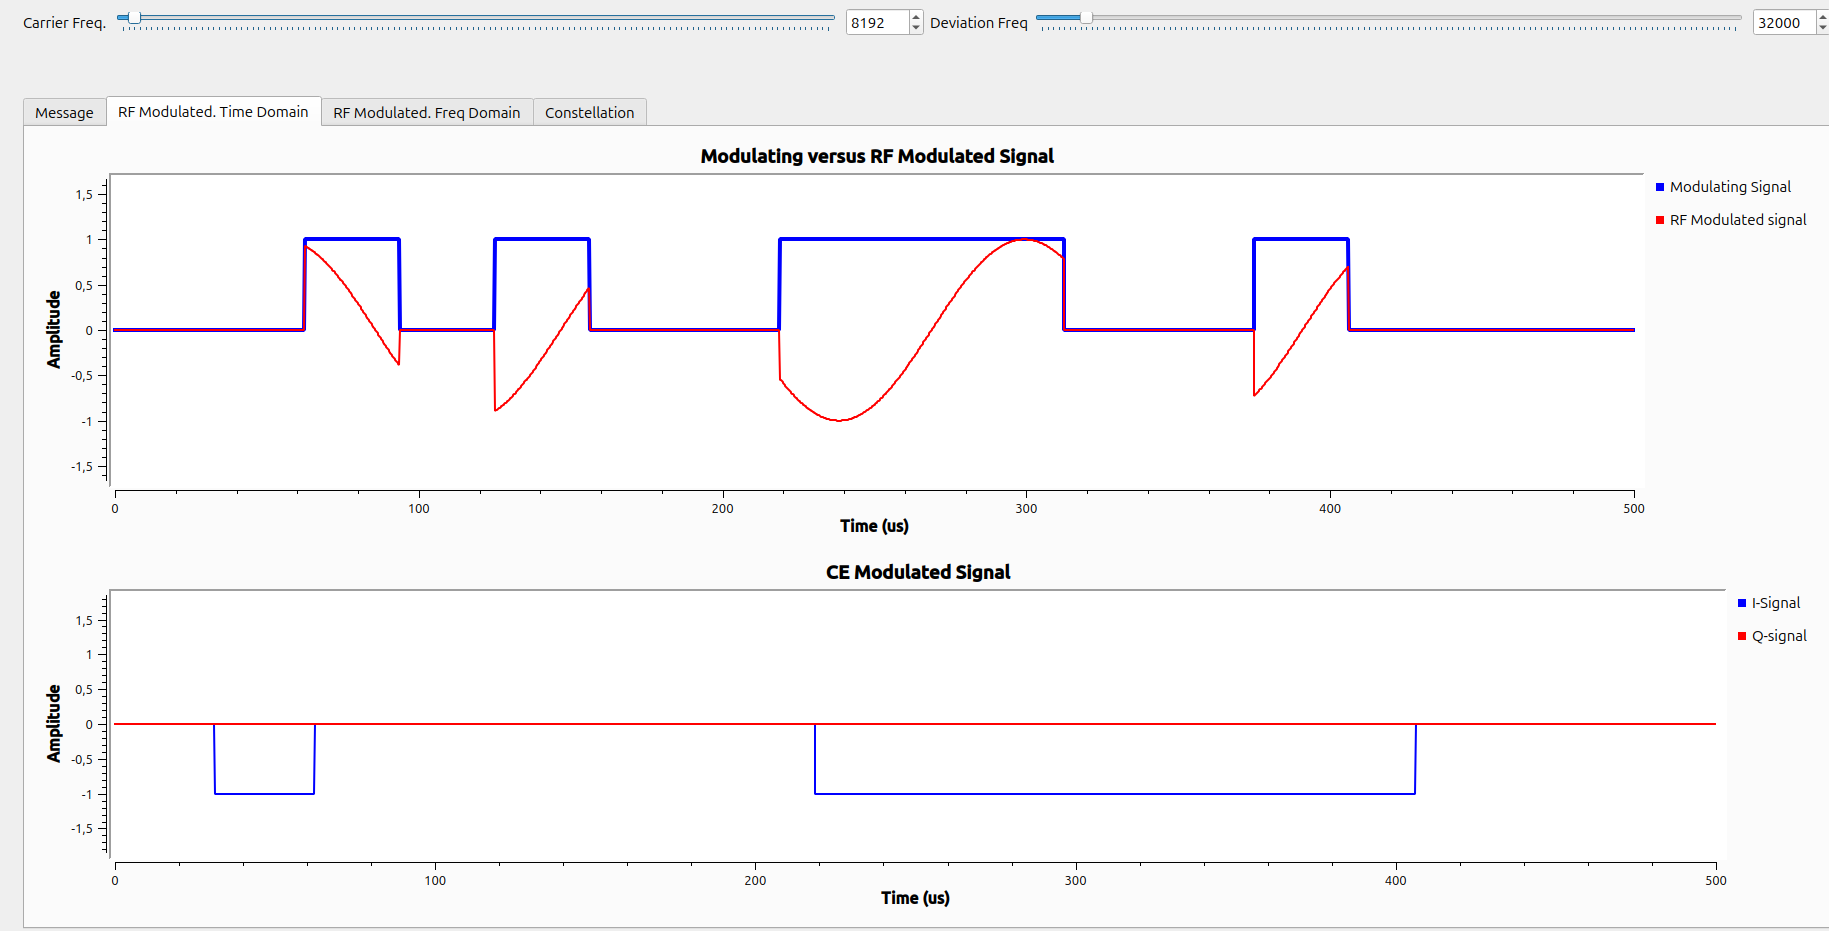 Carrier Freq. 8192 Deviation Freq 32000
Message RF Modulated. Time Domain RF Modulated. Freq Domain Constellation
Modulating versus RF Modulated Signal
Modulating Signal
RF Modulated signal
Amplitude
1,5
1
0,5
0
-0,5
-1
-1,5
0 100 200 300 400 500
Time (us)
CE Modulated Signal
I-Signal
Q-signal
Amplitude
1,5
1
0,5
0
-0,5
-1
-1,5
0 100 200 300 400 500
Time (us)